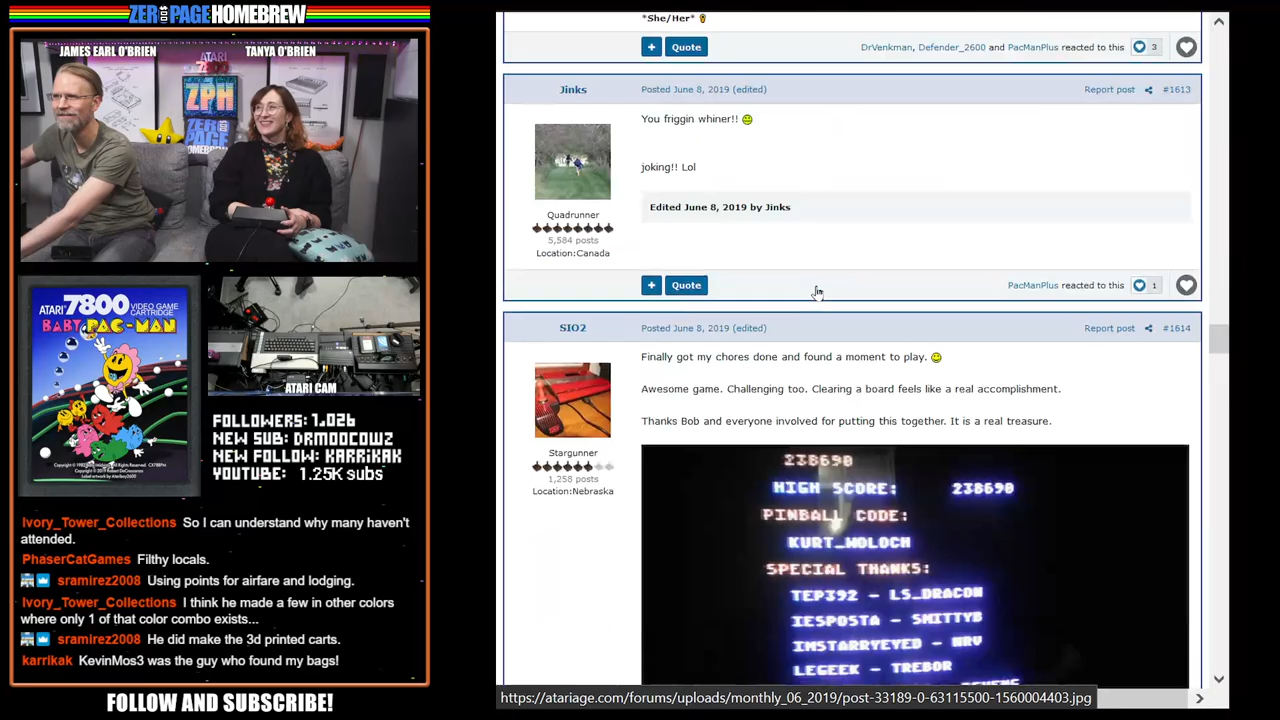 ZERO PAGE HOMEBREW
JAMES EARL O'BRIEN
TANYA O'BRIEN
ATARI
ZPH
ZERO PAGE
HOMEBREW
ATARI 7800 VIDEO GAME
CARTRIDGE
BABY PAC-MAN
ATARI CAM
FOLLOWERS: 1,026
NEW SUB: DRMOOCOWZ
NEW FOLLOW: KARRIKAK
YOUTUBE: 1.25K subs
Ivory_Tower_Collections So I can understand why many haven't
attended.
PhaserCatGames Filthy locals.
sramirez2008 Using points for airfare and lodging.
Ivory_Tower_Collections I think he made a few in other colors
where only 1 of that color combo exists...
sramirez2008 He did make the 3d printed carts.
karrikak KevinMos3 was the guy who found my bags!
FOLLOW AND SUBSCRIBE!
*She/Her*
+ Quote
DrVenkman, Defender_2600 and PacManPlus reacted to this 3
Jinks
Posted June 8, 2019 (edited)
Report post #1613
You friggin whiner!!
joking!! Lol
Edited June 8, 2019 by Jinks
Quadrunner
5,584 posts
Location:Canada
+ Quote
PacManPlus reacted to this 1
SIO2
Posted June 8, 2019 (edited)
Report post #1614
Finally got my chores done and found a moment to play.
Awesome game. Challenging too. Clearing a board feels like a real accomplishment.
Thanks Bob and everyone involved for putting this together. It is a real treasure.
Stargunner
1,258 posts
Location:Nebraska
238690
HIGH SCORE: 238690
PINBALL CODE:
KURT_WOLOCH
SPECIAL THANKS:
TEP392 - LS_DRACON
IESPOSTA - SMITTYB
IMSTARRYEYED - NRV
LEGEEK - TREBOR
https://atariage.com/forums/uploads/monthly_06_2019/post-33189-0-63115500-1560004403.jpg